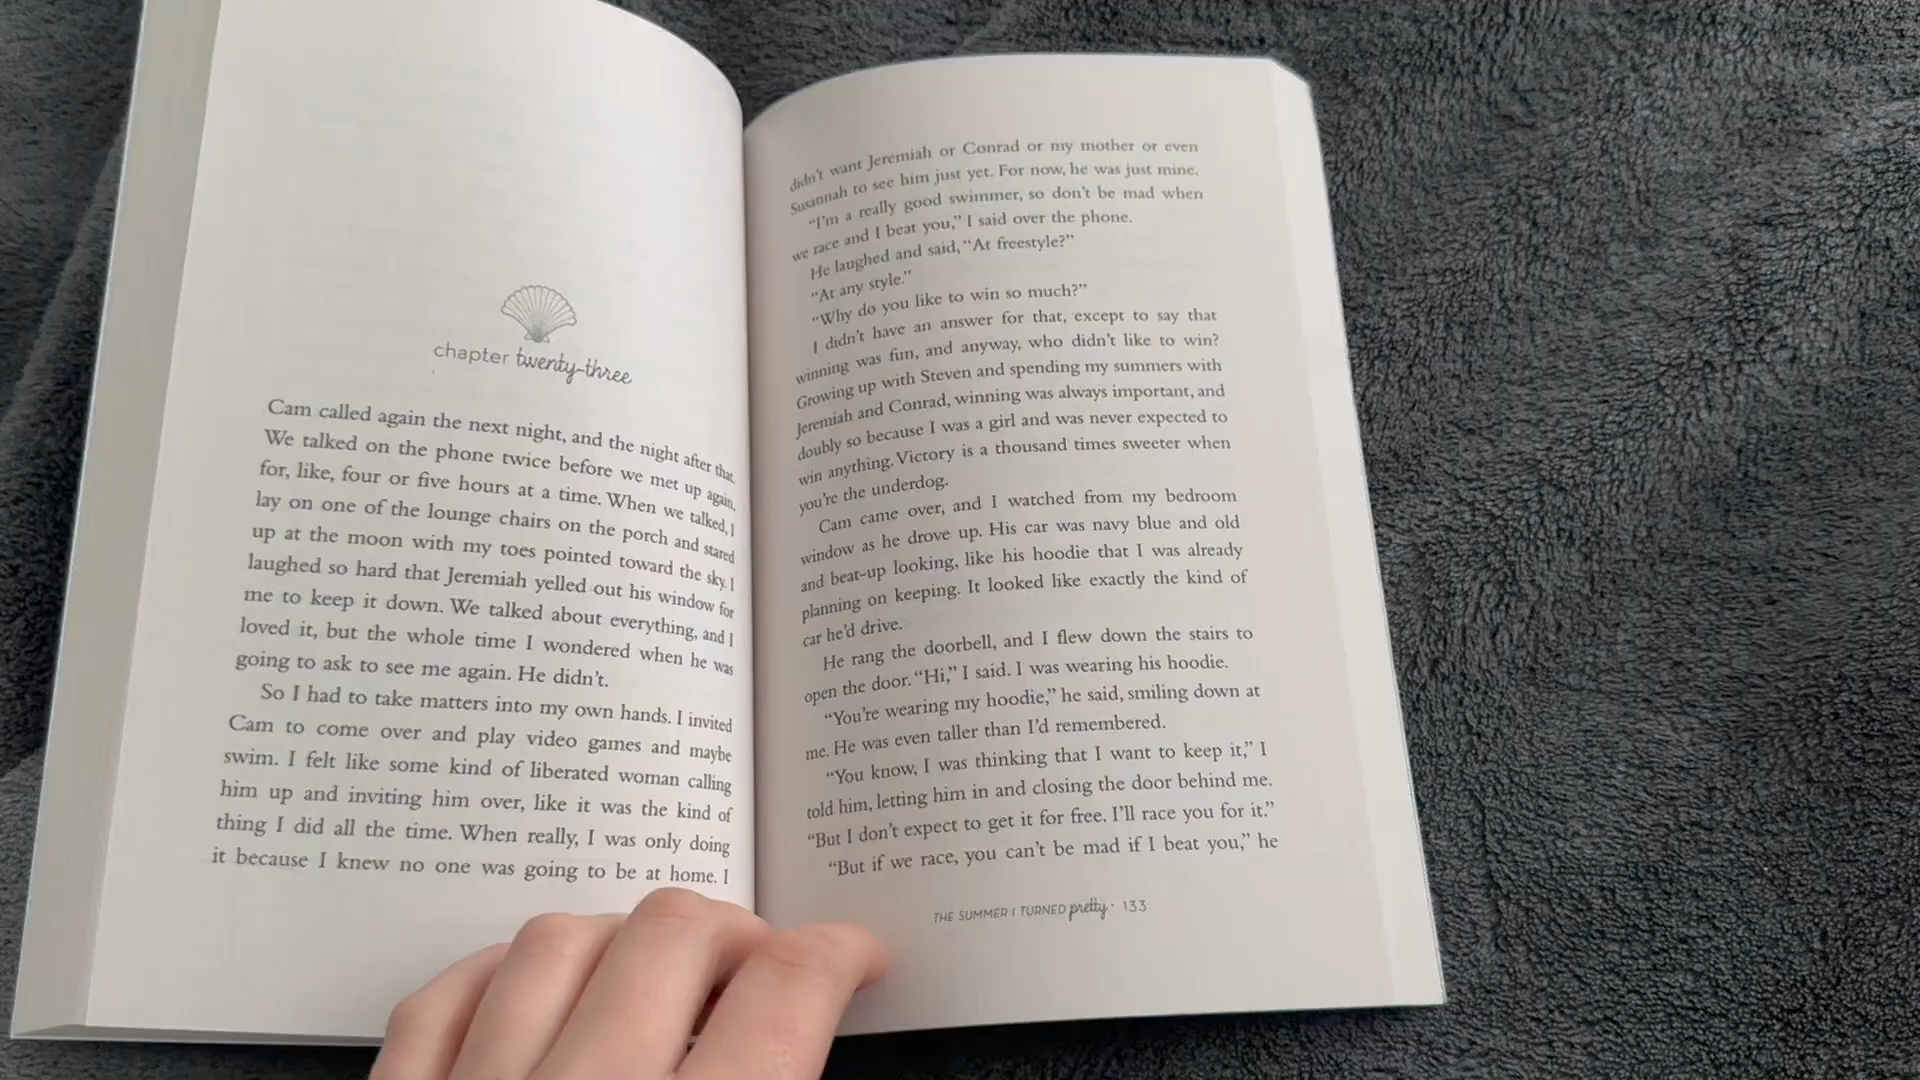 chapter twenty-three
Cam called again the next night, and the night after that.
We talked on the phone twice before we met up again,
for, like, four or five hours at a time. When we talked, I
lay on one of the lounge chairs on the porch and stared
up at the moon with my toes pointed toward the sky. I
laughed so hard that Jeremiah yelled out his window for
me to keep it down. We talked about everything, and I
loved it, but the whole time I wondered when he was
going to ask to see me again. He didn't.
So I had to take matters into my own hands. I invited
Cam to come over and play video games and maybe
swim. I felt like some kind of liberated woman calling
him up and inviting him over, like it was the kind of
thing I did all the time. When really, I was only doing
it because I knew no one was going to be at home. I
didn't want Jeremiah or Conrad or my mother or even
Susannah to see him just yet. For now, he was just mine.
“I'm a really good swimmer, so don't be mad when
we race and I beat you,” I said over the phone.
He laughed and said, “At freestyle?”
“At any style.”
“Why do you like to win so much?”
I didn't have an answer for that, except to say that
winning was fun, and anyway, who didn't like to win?
Growing up with Steven and spending my summers with
Jeremiah and Conrad, winning was always important, and
doubly so because I was a girl and was never expected to
win anything. Victory is a thousand times sweeter when
you're the underdog.
Cam came over, and I watched from my bedroom
window as he drove up. His car was navy blue and old
and beat-up looking, like his hoodie that I was already
planning on keeping. It looked like exactly the kind of
car he'd drive.
He rang the doorbell, and I flew down the stairs to
open the door. “Hi,” I said. I was wearing his hoodie.
“You're wearing my hoodie,” he said, smiling down at
me. He was even taller than I'd remembered.
“You know, I was thinking that I want to keep it,” I
told him, letting him in and closing the door behind me.
“But I don't expect to get it for free. I'll race you for it.”
“But if we race, you can't be mad if I beat you,” he
THE SUMMER I TURNED pretty · 133